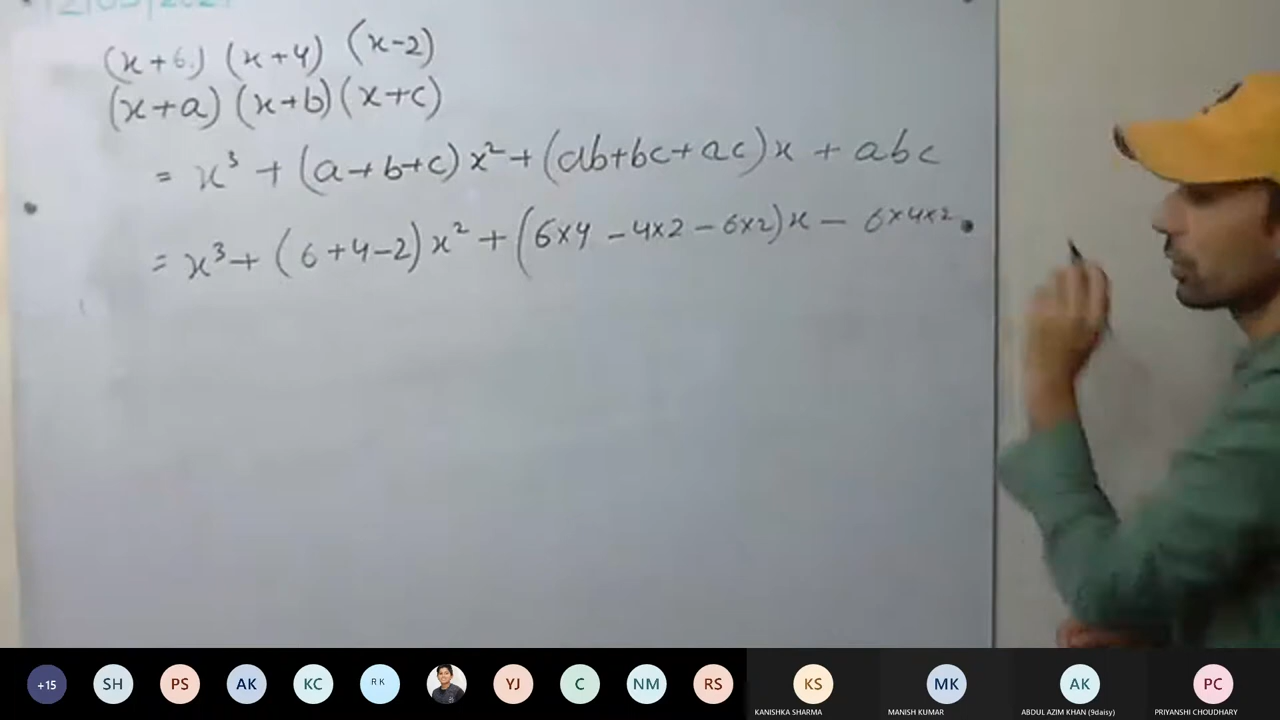 (x+6) (x+4) (x-2)
(x+a) (x+b) (x+c)
= x³ + (a+b+c) x² + (ab+bc+ac)x + abc
= x³ + (6+4-2) x² + (6×4 - 4×2 - 6×2)x - 6×4×2
+15 SH PS AK KC RK YJ C NM RS KS MK AK PC
KANISHKA SHARMA MANISH KUMAR ABDUL AZIM KHAN (9daisy) PRIYANSHI CHOUDHARY